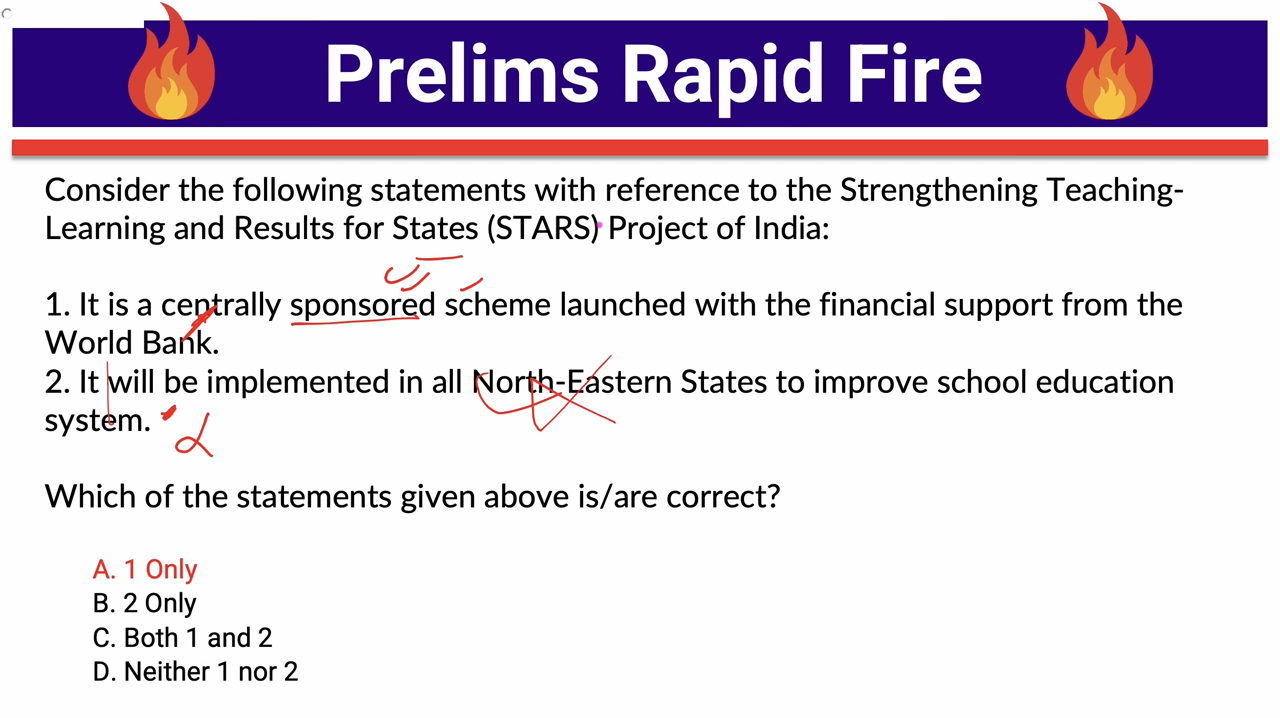 Prelims Rapid Fire
Consider the following statements with reference to the Strengthening Teaching-
Learning and Results for States (STARS) Project of India:
1. It is a centrally sponsored scheme launched with the financial support from the
World Bank.
2. It will be implemented in all North-Eastern States to improve school education
system.
Which of the statements given above is/are correct?
A. 1 Only
B. 2 Only
C. Both 1 and 2
D. Neither 1 nor 2